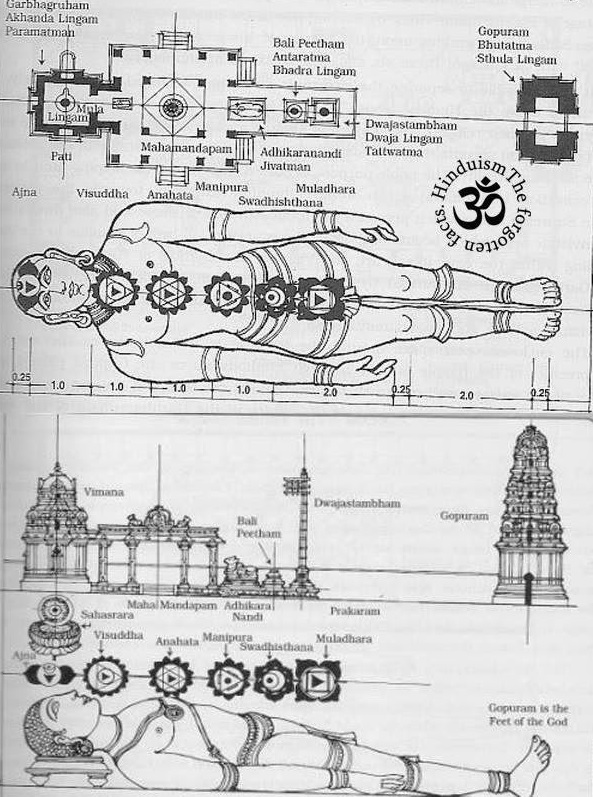 Garbhagruham
Akhanda Lingam
Paramatman
Mula
Lingam
Pati
Mahamandapam
Bali Peetham
Antaratma
Bhadra Lingam
Adhikaranandi
Jivatman
Dwajastambham
Dwaja Lingam
Tattwatma
Gopuram
Bhutatma
Sthula Lingam
Ajna
Visuddha
Anahata
Manipura
Swadhishthana
Muladhara
Hinduism The forgotten facts.
ॐ
0.25
1.0
1.0
1.0
1.0
2.0
0.25
2.0
0.25
Vimana
Dwajastambham
Bali
Peetham
Gopuram
Maha Mandapam
Adhikara
Nandi
Prakaram
Sahasrara
Ajna
Visuddha
Anahata
Manipura
Swadhisthana
Muladhara
Gopuram is the
Feet of the God